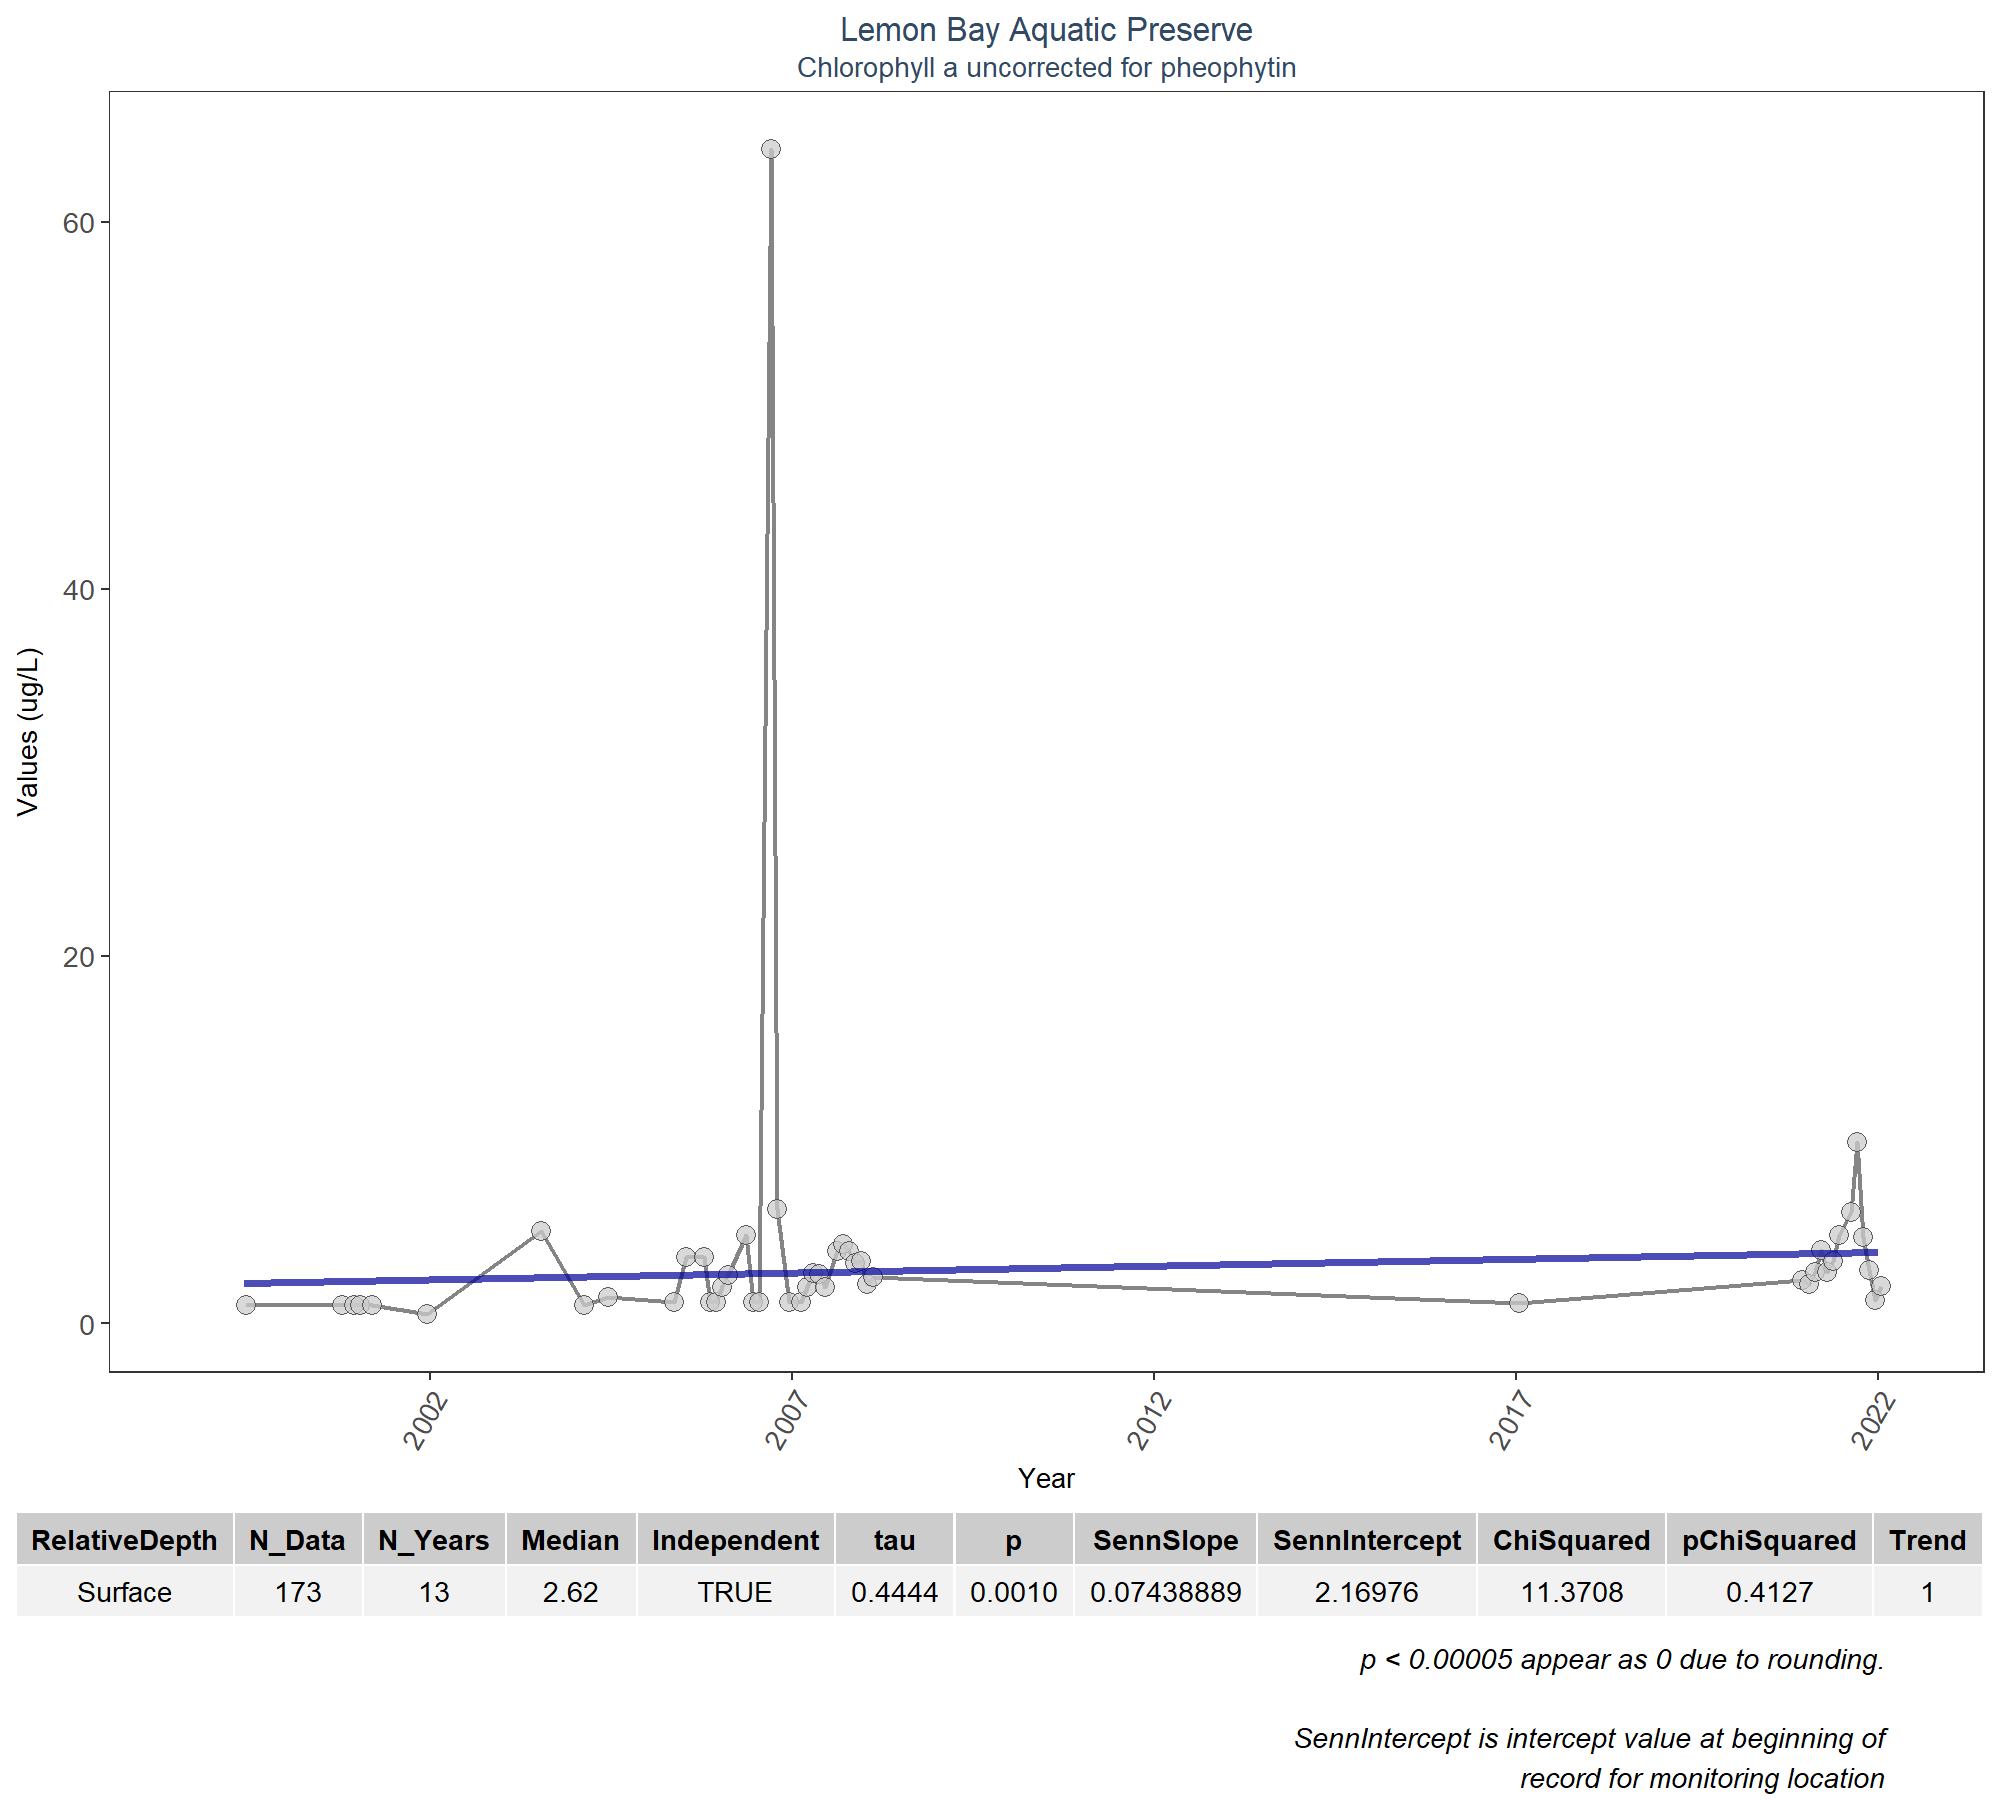 Lemon Bay Aquatic Preserve
Chlorophyll a uncorrected for pheophytin
Values (ug/L)
60
40
20
0
2002 2007 2012 2017 2022
Year
RelativeDepth N_Data N_Years Median Independent tau p SennSlope SennIntercept ChiSquared pChiSquared Trend
Surface 173 13 2.62 TRUE 0.4444 0.0010 0.07438889 2.16976 11.3708 0.4127 1
p < 0.00005 appear as 0 due to rounding.
SennIntercept is intercept value at beginning of
record for monitoring location